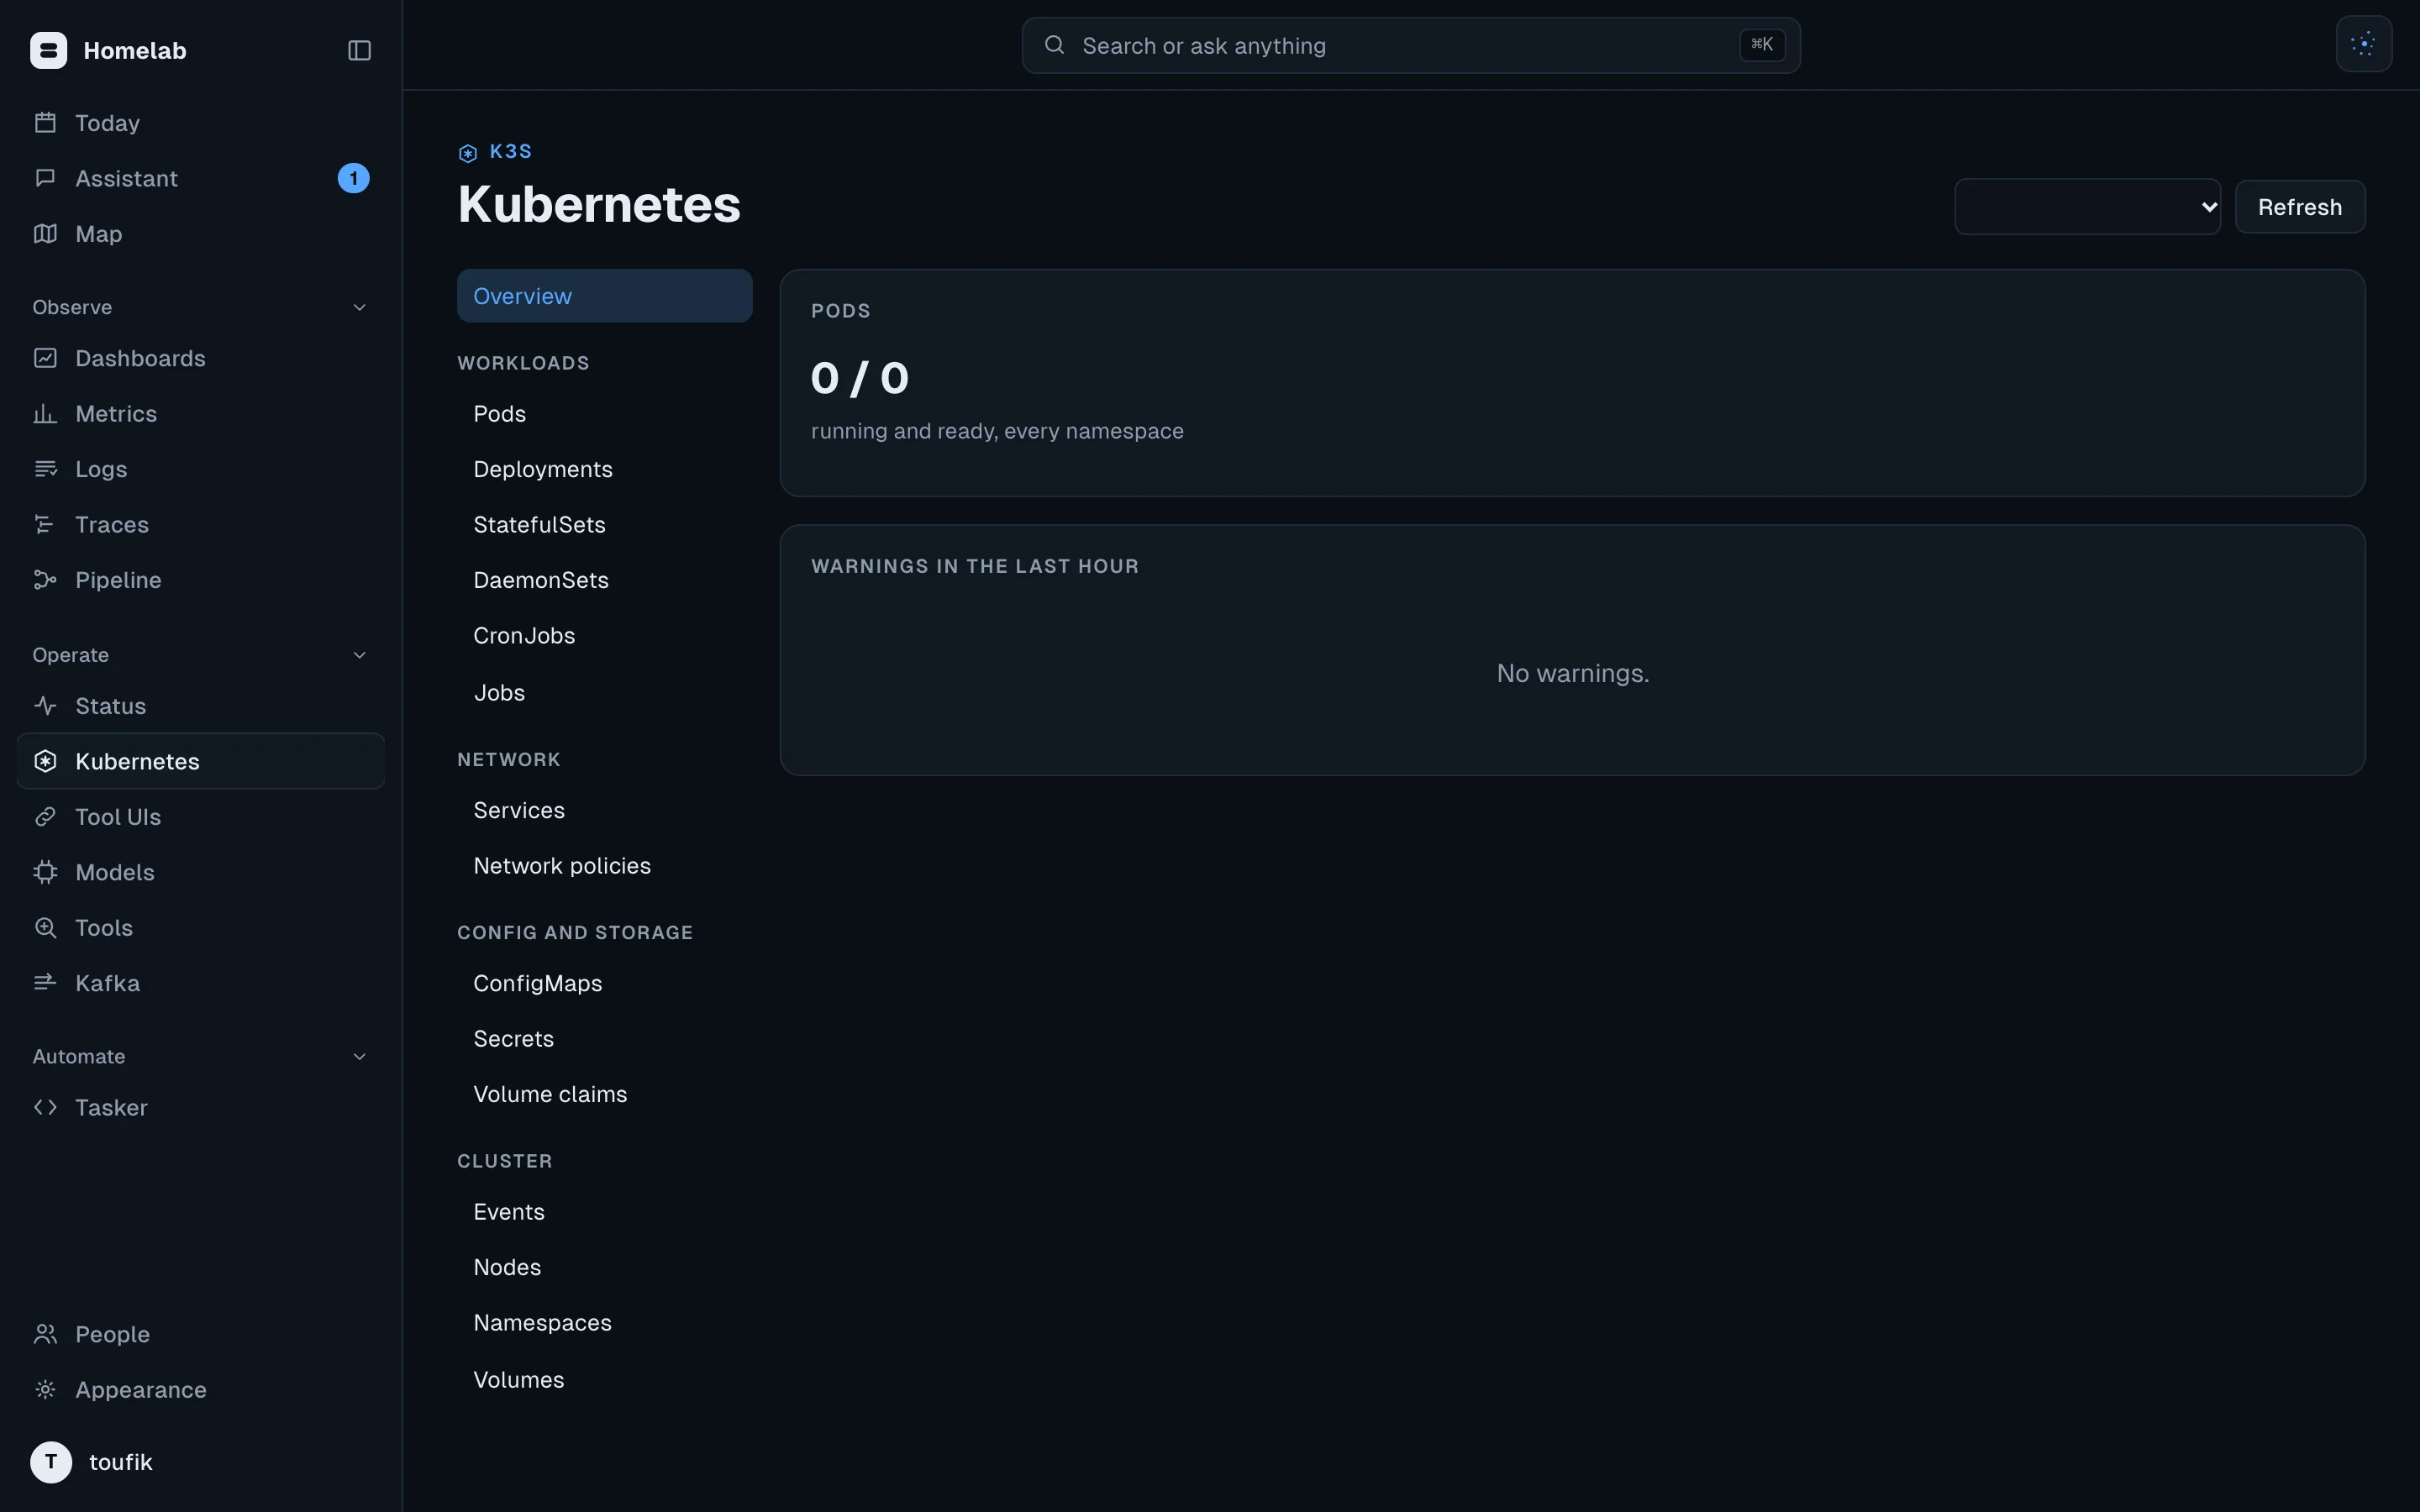 Homelab
Today
Assistant
1
Map
Observe
Dashboards
Metrics
Logs
Traces
Pipeline
Operate
Status
Kubernetes
Tool UIs
Models
Tools
Kafka
Automate
Tasker
People
Appearance
T
toufik
Search or ask anything
⌘K
K3S
Kubernetes
Refresh
Overview
WORKLOADS
Pods
Deployments
StatefulSets
DaemonSets
CronJobs
Jobs
NETWORK
Services
Network policies
CONFIG AND STORAGE
ConfigMaps
Secrets
Volume claims
CLUSTER
Events
Nodes
Namespaces
Volumes
PODS
0 / 0
running and ready, every namespace
WARNINGS IN THE LAST HOUR
No warnings.